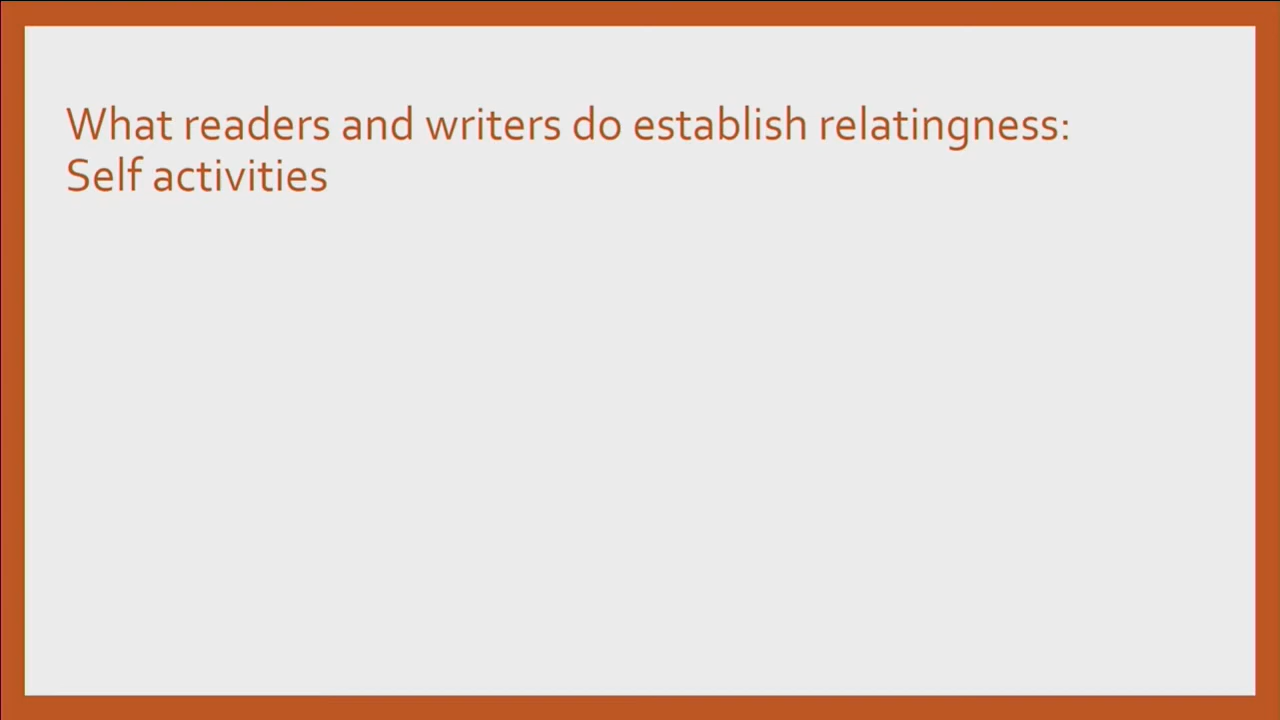 What readers and writers do establish relatingness:
Self activities